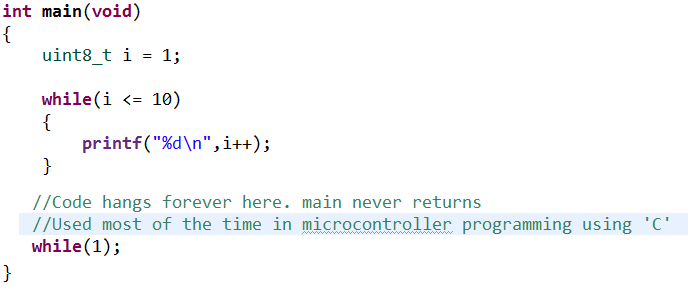 int main(void)
{
    uint8_t i = 1;

    while(i <= 10)
    {
        printf("%d\n",i++);
    }

   //Code hangs forever here. main never returns
   //Used most of the time in microcontroller programming using 'C'
   while(1);

}